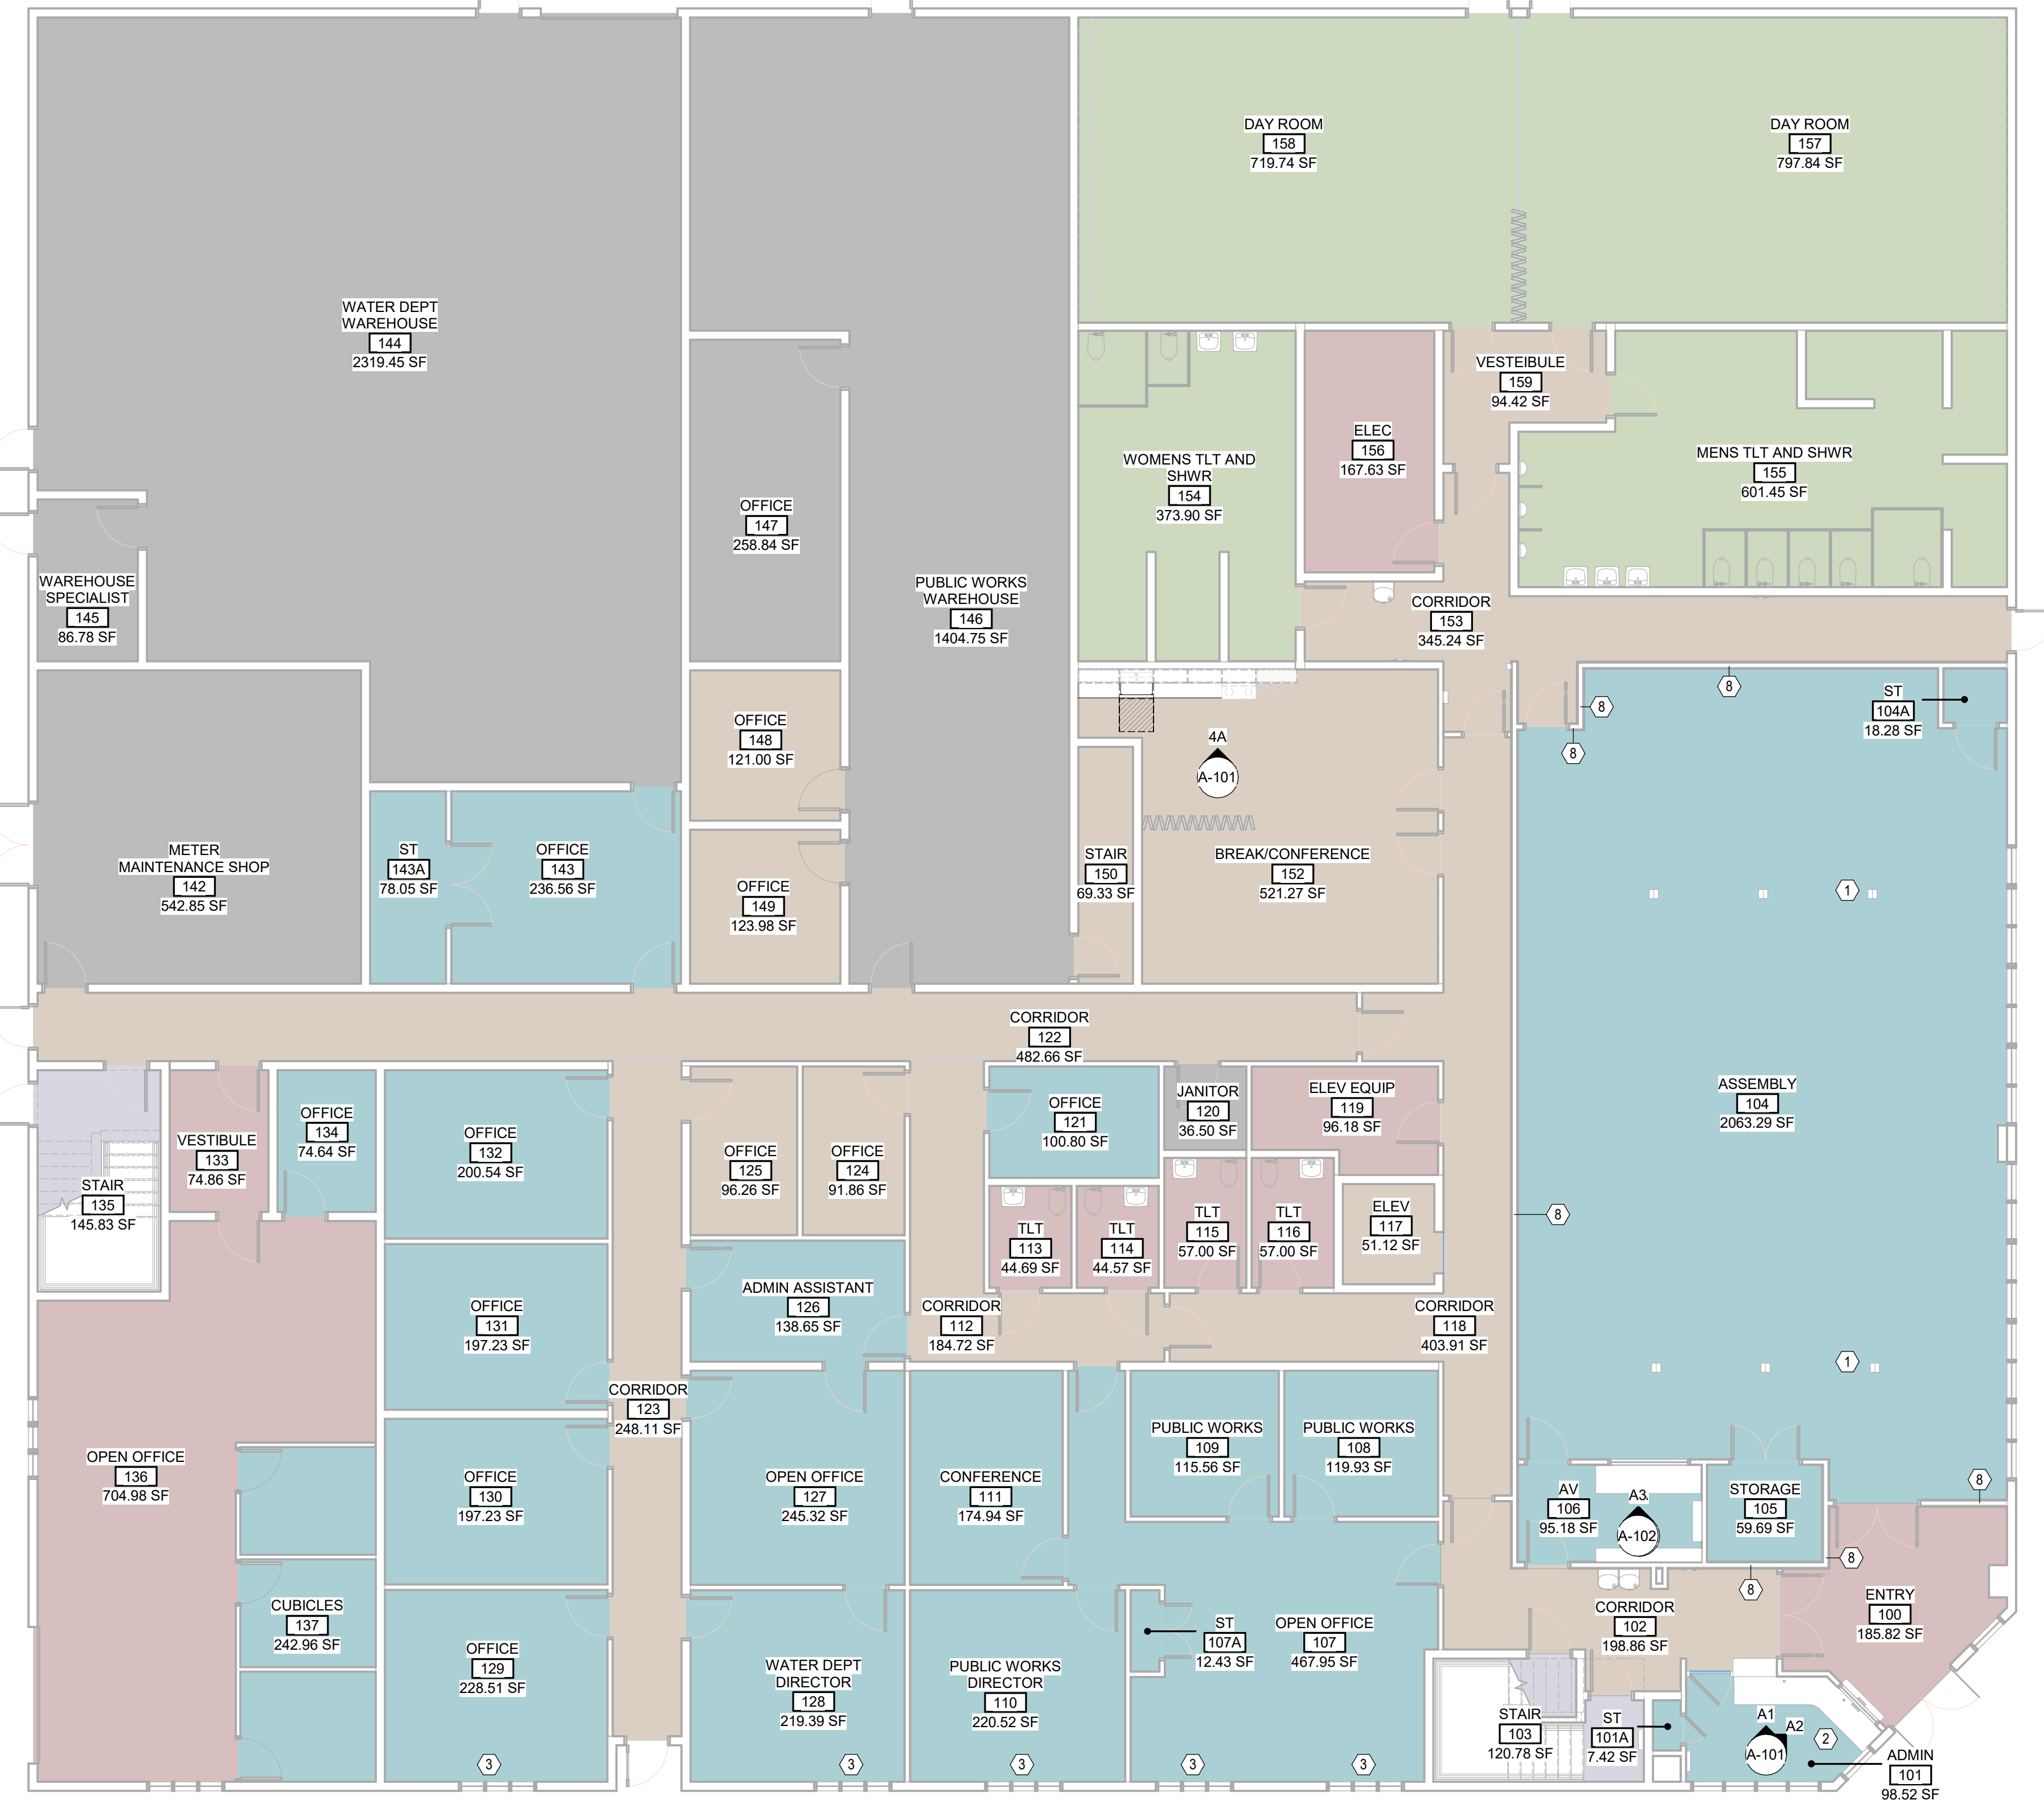 DAY ROOM
158
719.74 SF
DAY ROOM
157
797.84 SF
WATER DEPT
WAREHOUSE
144
2319.45 SF
VESTEIBULE
159
94.42 SF
ELEC
156
167.63 SF
WOMENS TLT AND
SHWR
154
373.90 SF
MENS TLT AND SHWR
155
601.45 SF
OFFICE
147
258.84 SF
WAREHOUSE
SPECIALIST
145
86.78 SF
PUBLIC WORKS
WAREHOUSE
146
1404.75 SF
CORRIDOR
153
345.24 SF
8
8
8
ST
104A
18.28 SF
OFFICE
148
121.00 SF
4A
A-101
METER
MAINTENANCE SHOP
142
542.85 SF
ST
143A
78.05 SF
OFFICE
143
236.56 SF
OFFICE
149
123.98 SF
STAIR
150
69.33 SF
BREAK/CONFERENCE
152
521.27 SF
1
CORRIDOR
122
482.66 SF
ASSEMBLY
104
2063.29 SF
OFFICE
134
74.64 SF
VESTIBULE
133
74.86 SF
STAIR
135
145.83 SF
OFFICE
132
200.54 SF
OFFICE
125
96.26 SF
OFFICE
124
91.86 SF
OFFICE
121
100.80 SF
JANITOR
120
36.50 SF
ELEV EQUIP
119
96.18 SF
TLT
113
44.69 SF
TLT
114
44.57 SF
TLT
115
57.00 SF
TLT
116
57.00 SF
ELEV
117
51.12 SF
8
OFFICE
131
197.23 SF
ADMIN ASSISTANT
126
138.65 SF
CORRIDOR
112
184.72 SF
CORRIDOR
118
403.91 SF
1
CORRIDOR
123
248.11 SF
OPEN OFFICE
136
704.98 SF
OFFICE
130
197.23 SF
OPEN OFFICE
127
245.32 SF
CONFERENCE
111
174.94 SF
PUBLIC WORKS
109
115.56 SF
PUBLIC WORKS
108
119.93 SF
AV
106
95.18 SF
A3
A-102
STORAGE
105
59.69 SF
8
8
8
CUBICLES
137
242.96 SF
OFFICE
129
228.51 SF
WATER DEPT
DIRECTOR
128
219.39 SF
PUBLIC WORKS
DIRECTOR
110
220.52 SF
ST
107A
12.43 SF
OPEN OFFICE
107
467.95 SF
CORRIDOR
102
198.86 SF
ENTRY
100
185.82 SF
STAIR
103
120.78 SF
ST
101A
7.42 SF
A1
A2
A-101
2
ADMIN
101
98.52 SF
3
3
3
3
3